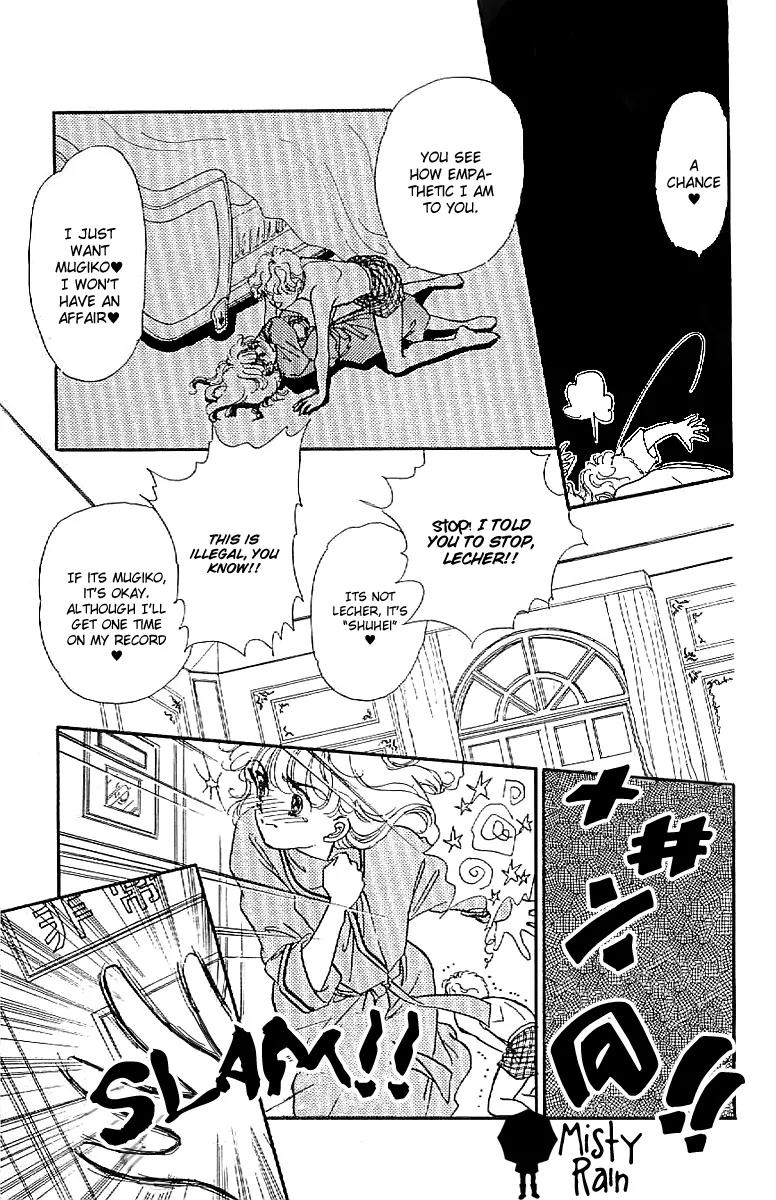 A
CHANCE
♥
YOU SEE
HOW EMPA-
THETIC I AM
TO YOU.
I JUST
WANT
MUGIKO♥
I WON'T
HAVE AN
AFFAIR♥
STOP! I TOLD
YOU TO STOP,
LECHER!!
ITS NOT
LECHER, IT'S
"SHUHEI"
♥
THIS IS
ILLEGAL, YOU
KNOW!!
IF ITS MUGIKO,
IT'S OKAY.
ALTHOUGH I'LL
GET ONE TIME
ON MY RECORD
♥
+#%@!!
SLAM!!
Misty
Rain